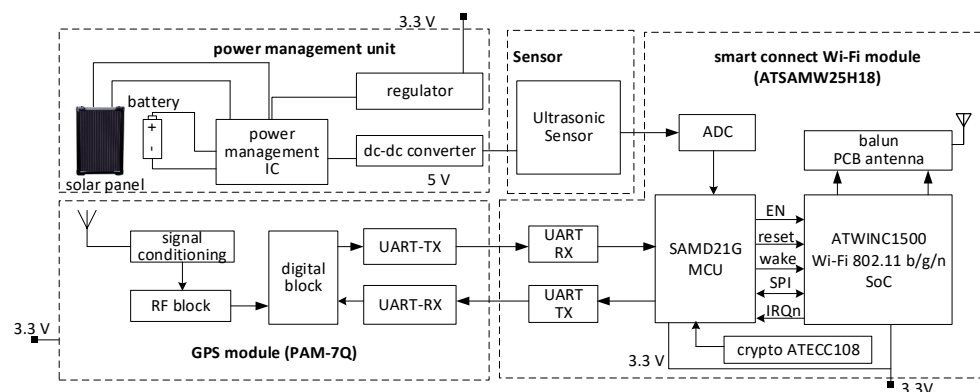 3.3 V
power management unit
battery
+
-
solar panel
power
management
IC
regulator
dc-dc converter
5 V
Sensor
Ultrasonic
Sensor
smart connect Wi-Fi module
(ATSAMW25H18)
ADC
balun
PCB antenna
SAMD21G
MCU
EN
reset
wake
SPI
IRQn
ATWINC1500
Wi-Fi 802.11 b/g/n
SoC
crypto ATECC108
3.3 V
3.3V
signal
conditioning
RF block
digital
block
UART-TX
UART-RX
UART
RX
UART
TX
3.3 V
GPS module (PAM-7Q)